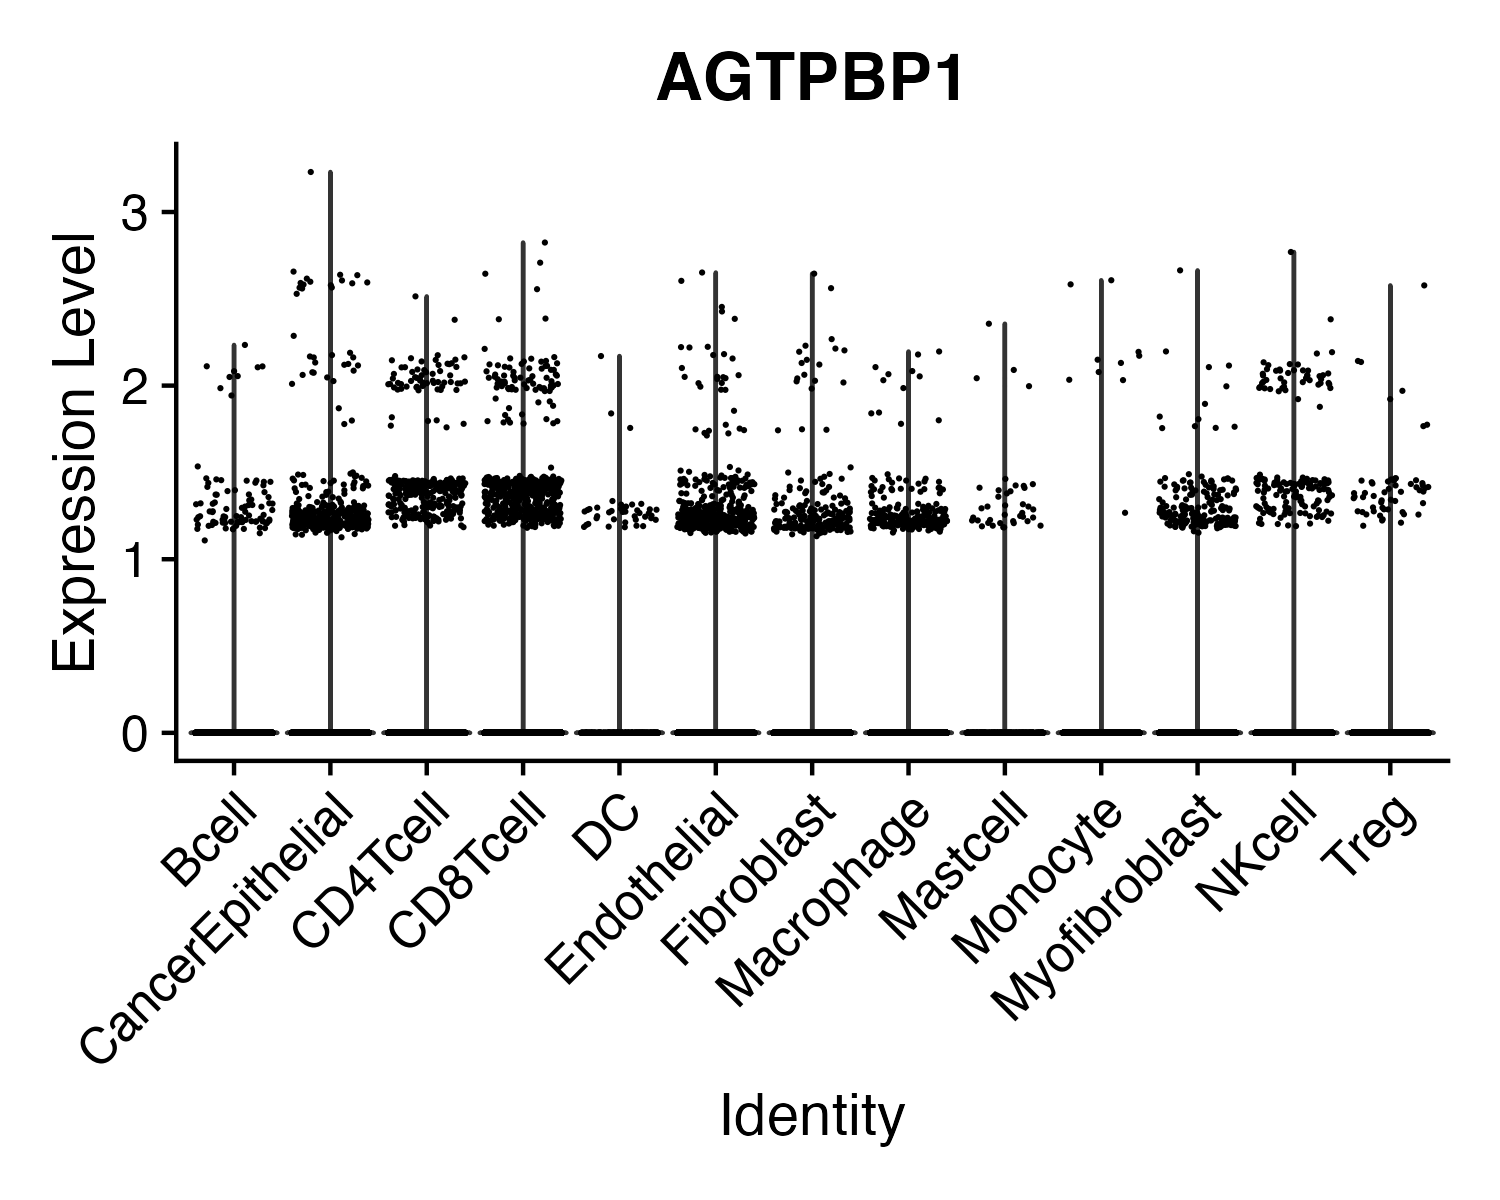 AGTPBP1
Expression Level
3
2
1
0
Bcell
CancerEpithelial
CD4Tcell
CD8Tcell
DC
Endothelial
Fibroblast
Macrophage
Mastcell
Monocyte
Myofibroblast
NKcell
Treg
Identity